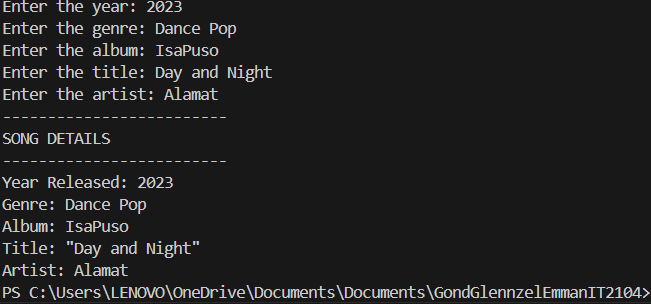 Enter the year: 2023
Enter the genre: Dance Pop
Enter the album: IsaPuso
Enter the title: Day and Night
Enter the artist: Alamat
-------------------------
SONG DETAILS
-------------------------
Year Released: 2023
Genre: Dance Pop
Album: IsaPuso
Title: "Day and Night"
Artist: Alamat
PS C:\Users\LENOVO\OneDrive\Documents\Documents\GondGlennzelEmmanIT2104>